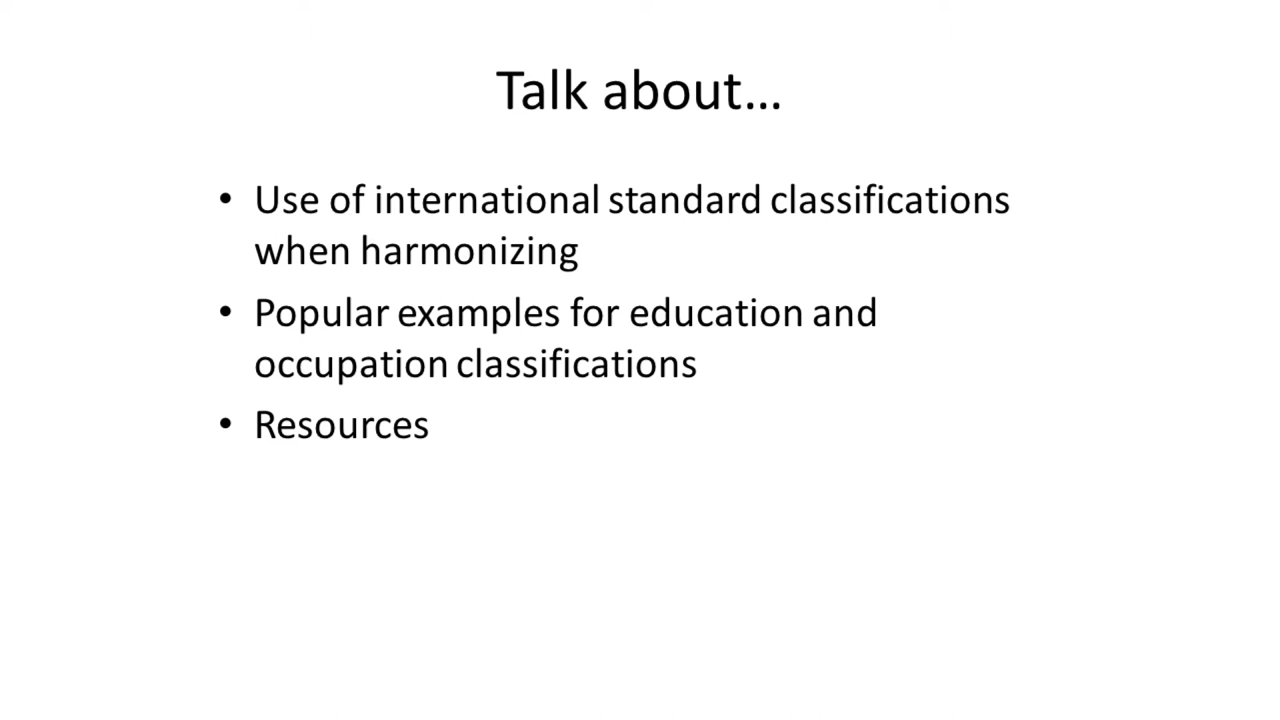 Talk about…
• Use of international standard classifications
when harmonizing
• Popular examples for education and
occupation classifications
• Resources